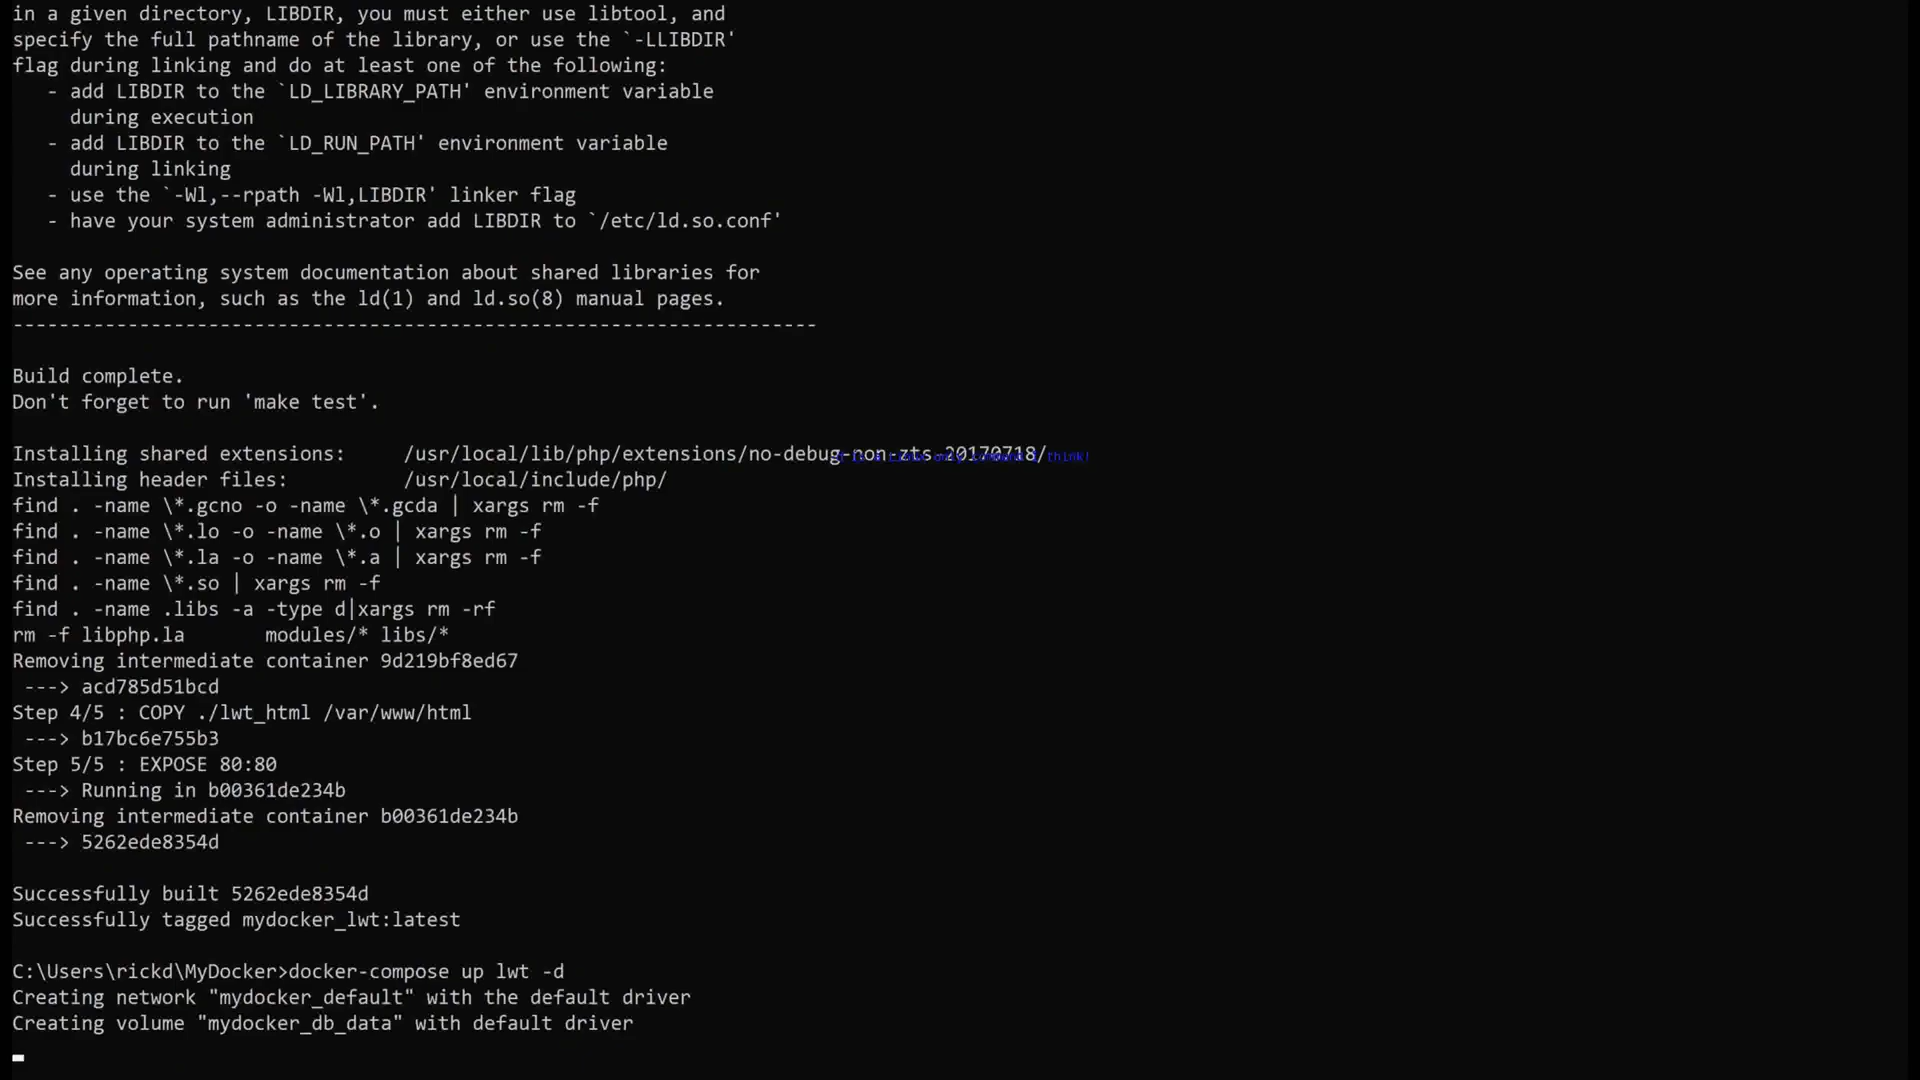 in a given directory, LIBDIR, you must either use libtool, and
specify the full pathname of the library, or use the `-LLIBDIR'
flag during linking and do at least one of the following:
   - add LIBDIR to the `LD_LIBRARY_PATH' environment variable
     during execution
   - add LIBDIR to the `LD_RUN_PATH' environment variable
     during linking
   - use the `-Wl,--rpath -Wl,LIBDIR' linker flag
   - have your system administrator add LIBDIR to `/etc/ld.so.conf'
See any operating system documentation about shared libraries for
more information, such as the ld(1) and ld.so(8) manual pages.
----------------------------------------------------------------------
Build complete.
Don't forget to run 'make test'.
Installing shared extensions:     /usr/local/lib/php/extensions/no-debug-non-zts-20170718/
think!
Installing header files:          /usr/local/include/php/
find . -name \*.gcno -o -name \*.gcda | xargs rm -f
find . -name \*.lo -o -name \*.o | xargs rm -f
find . -name \*.la -o -name \*.a | xargs rm -f
find . -name \*.so | xargs rm -f
find . -name .libs -a -type d|xargs rm -rf
rm -f libphp.la       modules/* libs/*
Removing intermediate container 9d219bf8ed67
 ---> acd785d51bcd
Step 4/5 : COPY ./lwt_html /var/www/html
 ---> b17bc6e755b3
Step 5/5 : EXPOSE 80:80
 ---> Running in b00361de234b
Removing intermediate container b00361de234b
 ---> 5262ede8354d
Successfully built 5262ede8354d
Successfully tagged mydocker_lwt:latest
C:\Users\rickd\MyDocker>docker-compose up lwt -d
Creating network "mydocker_default" with the default driver
Creating volume "mydocker_db_data" with default driver